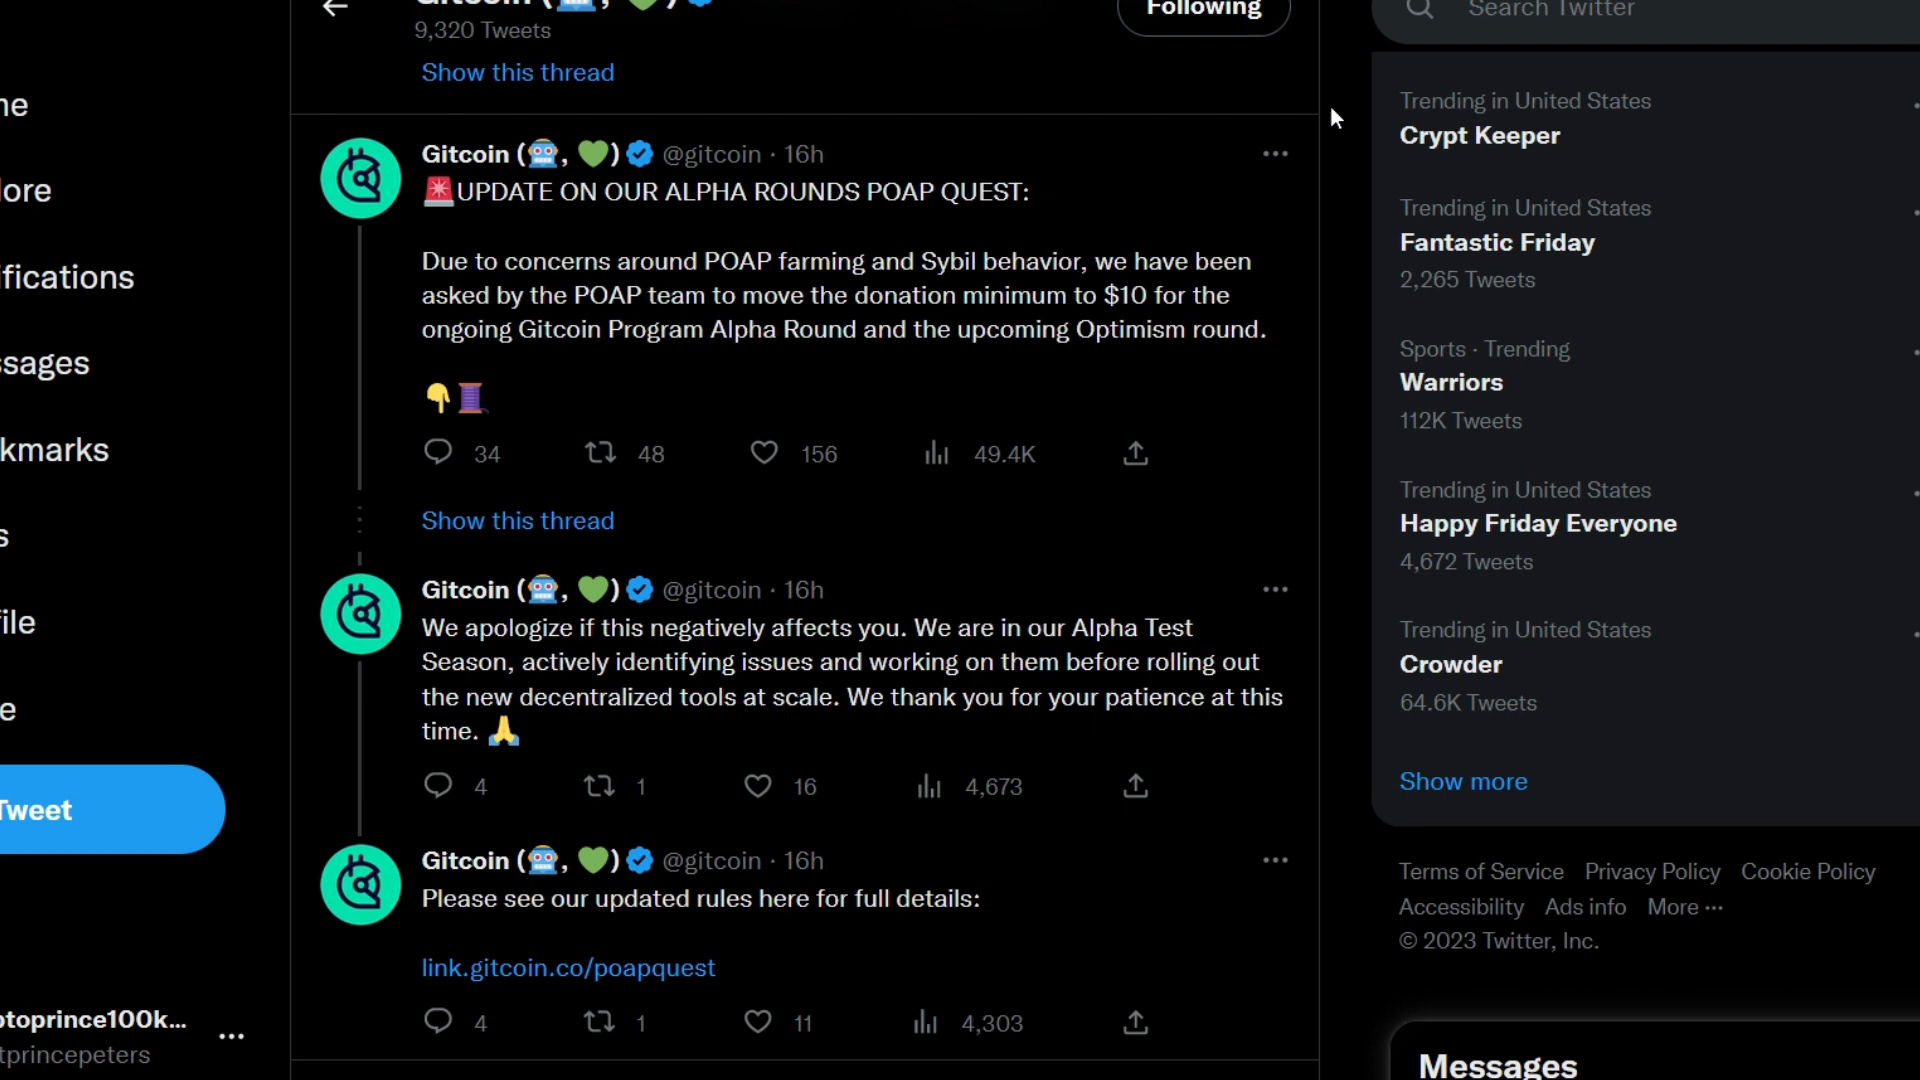 Gitcoin (🤖, 💚)
9,320 Tweets
Following
Show this thread
Gitcoin (🤖, 💚) @gitcoin · 16h
🚨UPDATE ON OUR ALPHA ROUNDS POAP QUEST:
Due to concerns around POAP farming and Sybil behavior, we have been
asked by the POAP team to move the donation minimum to $10 for the
ongoing Gitcoin Program Alpha Round and the upcoming Optimism round.
👇🧵
34 48 156 49.4K
Show this thread
Gitcoin (🤖, 💚) @gitcoin · 16h
We apologize if this negatively affects you. We are in our Alpha Test
Season, actively identifying issues and working on them before rolling out
the new decentralized tools at scale. We thank you for your patience at this
time. 🙏
4 1 16 4,673
Gitcoin (🤖, 💚) @gitcoin · 16h
Please see our updated rules here for full details:
link.gitcoin.co/poapquest
4 1 11 4,303
me
lore
ifications
ssages
kmarks
s
file
e
Tweet
otoprince100k...
tprincepeters
Search Twitter
Trending in United States
Crypt Keeper
Trending in United States
Fantastic Friday
2,265 Tweets
Sports · Trending
Warriors
112K Tweets
Trending in United States
Happy Friday Everyone
4,672 Tweets
Trending in United States
Crowder
64.6K Tweets
Show more
Terms of Service Privacy Policy Cookie Policy
Accessibility Ads info More ···
© 2023 Twitter, Inc.
Messages